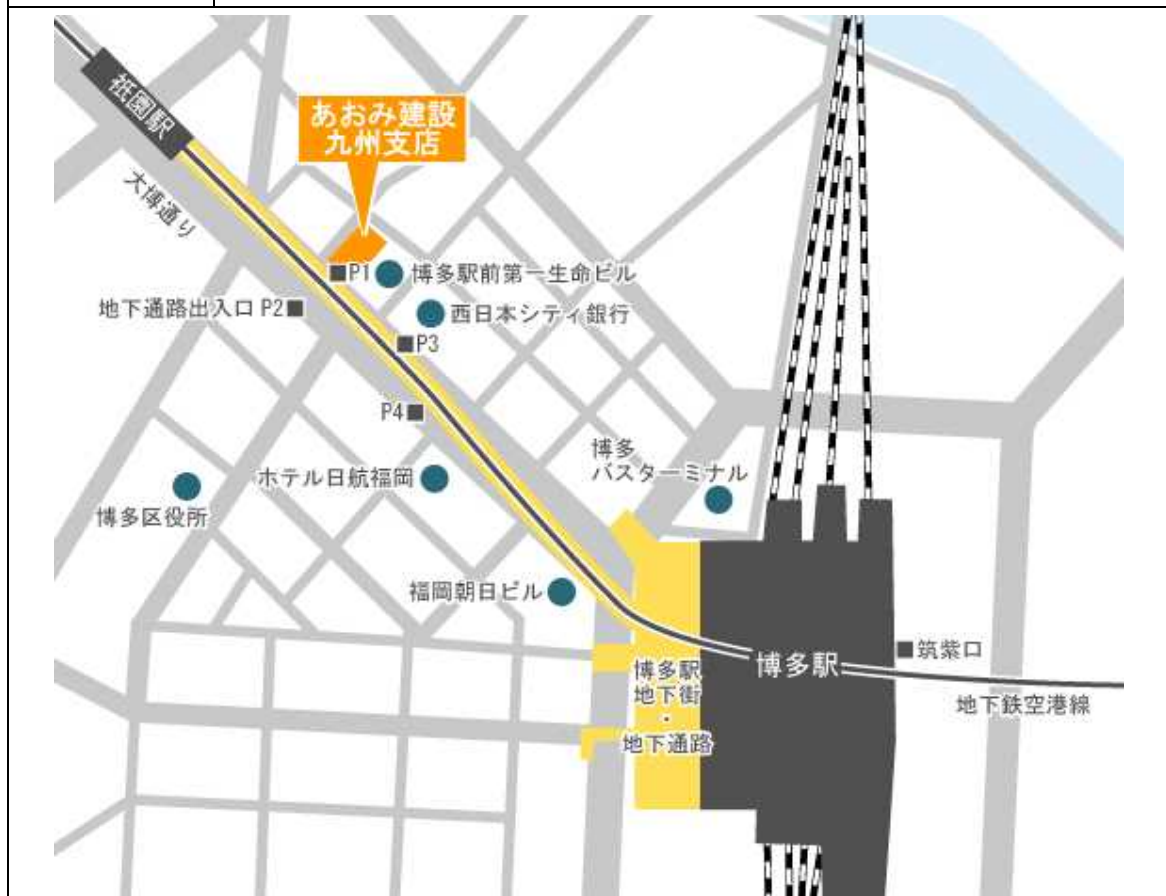 祇園駅
あおみ建設
九州支店
大博通り
■P1
博多駅前第一生命ビル
地下通路出入口 P2■
西日本シティ銀行
■P3
P4■
博多
バスターミナル
ホテル日航福岡
博多区役所
福岡朝日ビル
■筑紫口
博多駅
博多駅
地下街
・
地下通路
地下鉄空港線